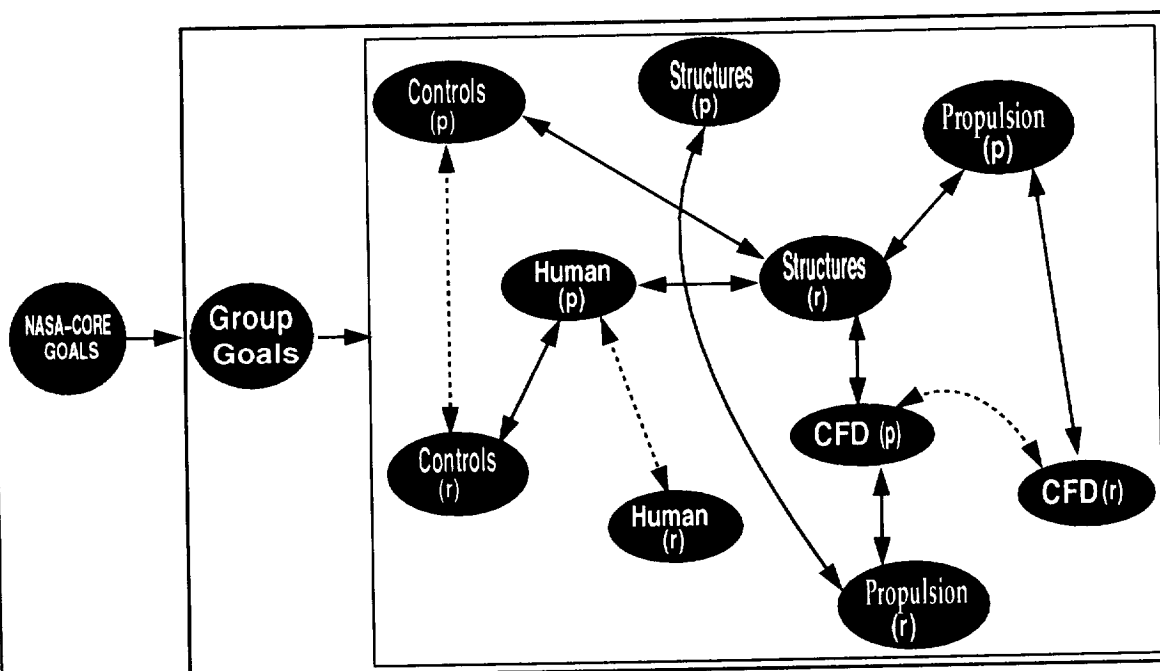 NASA-CORE
GOALS
Group
Goals
Controls
(p)
Structures
(p)
Propulsion
(p)
Human
(p)
Structures
(r)
Controls
(r)
Human
(r)
CFD (p)
CFD (r)
Propulsion
(r)